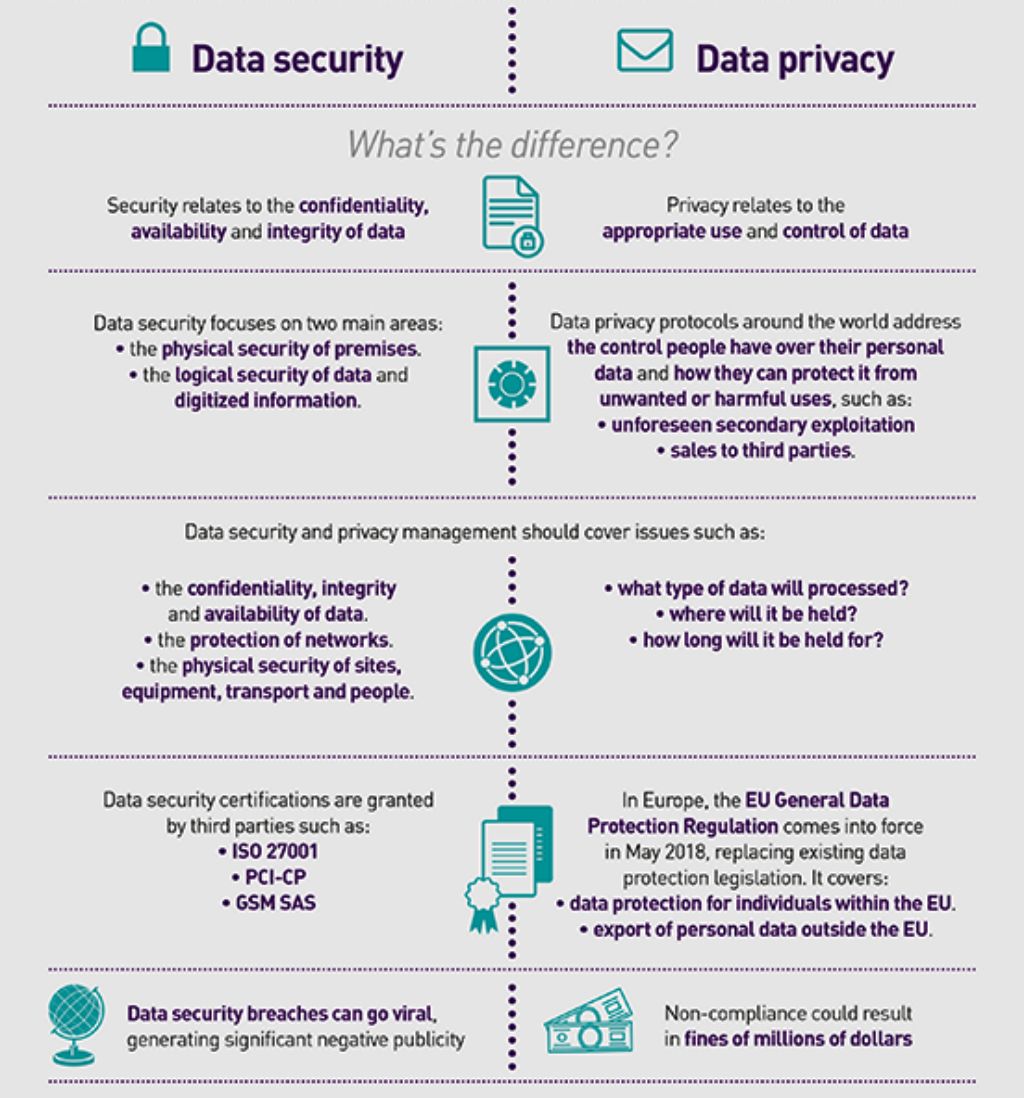 Data security
Data privacy
What's the difference?
Security relates to the confidentiality,
availability and integrity of data
Privacy relates to the
appropriate use and control of data
Data security focuses on two main areas:
• the physical security of premises.
• the logical security of data and
digitized information.
Data privacy protocols around the world address
the control people have over their personal
data and how they can protect it from
unwanted or harmful uses, such as:
• unforeseen secondary exploitation
• sales to third parties.
Data security and privacy management should cover issues such as:
• the confidentiality, integrity
and availability of data.
• the protection of networks.
• the physical security of sites,
equipment, transport and people.
• what type of data will processed?
• where will it be held?
• how long will it be held for?
Data security certifications are granted
by third parties such as:
• ISO 27001
• PCI-CP
• GSM SAS
In Europe, the EU General Data
Protection Regulation comes into force
in May 2018, replacing existing data
protection legislation. It covers:
• data protection for individuals within the EU.
• export of personal data outside the EU.
Data security breaches can go viral,
generating significant negative publicity
Non-compliance could result
in fines of millions of dollars